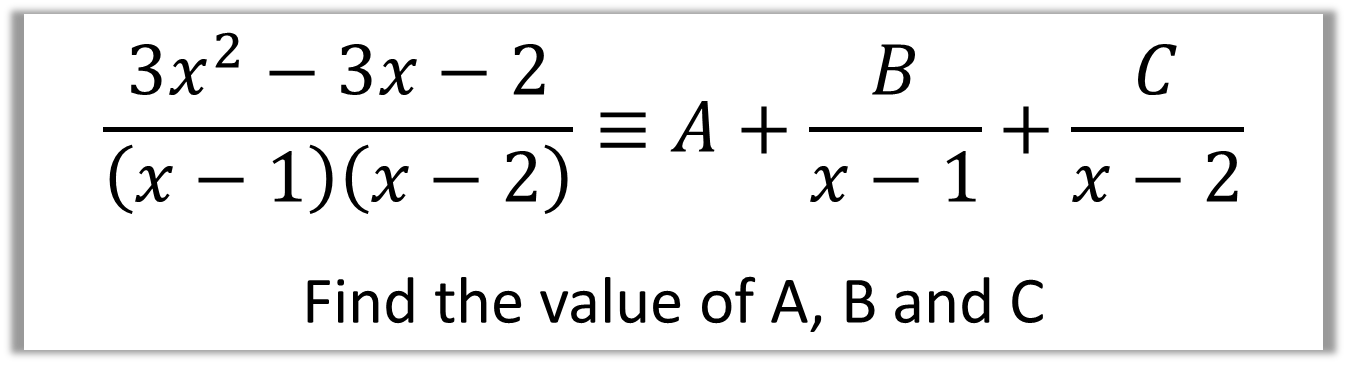 3x² − 3x − 2 / (x − 1)(x − 2) ≡ A + B / x − 1 + C / x − 2
Find the value of A, B and C